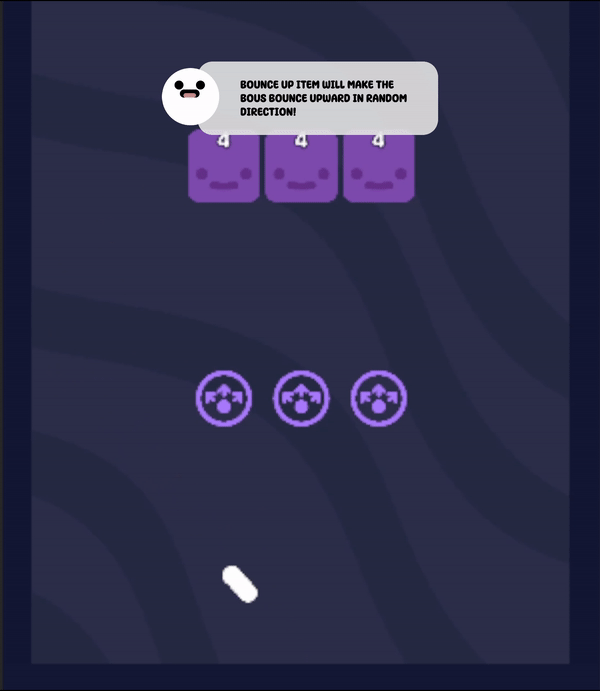 BOUNCE UP ITEM WILL MAKE THE
BOUS BOUNCE UPWARD IN RANDOM
DIRECTION!
4 4 4